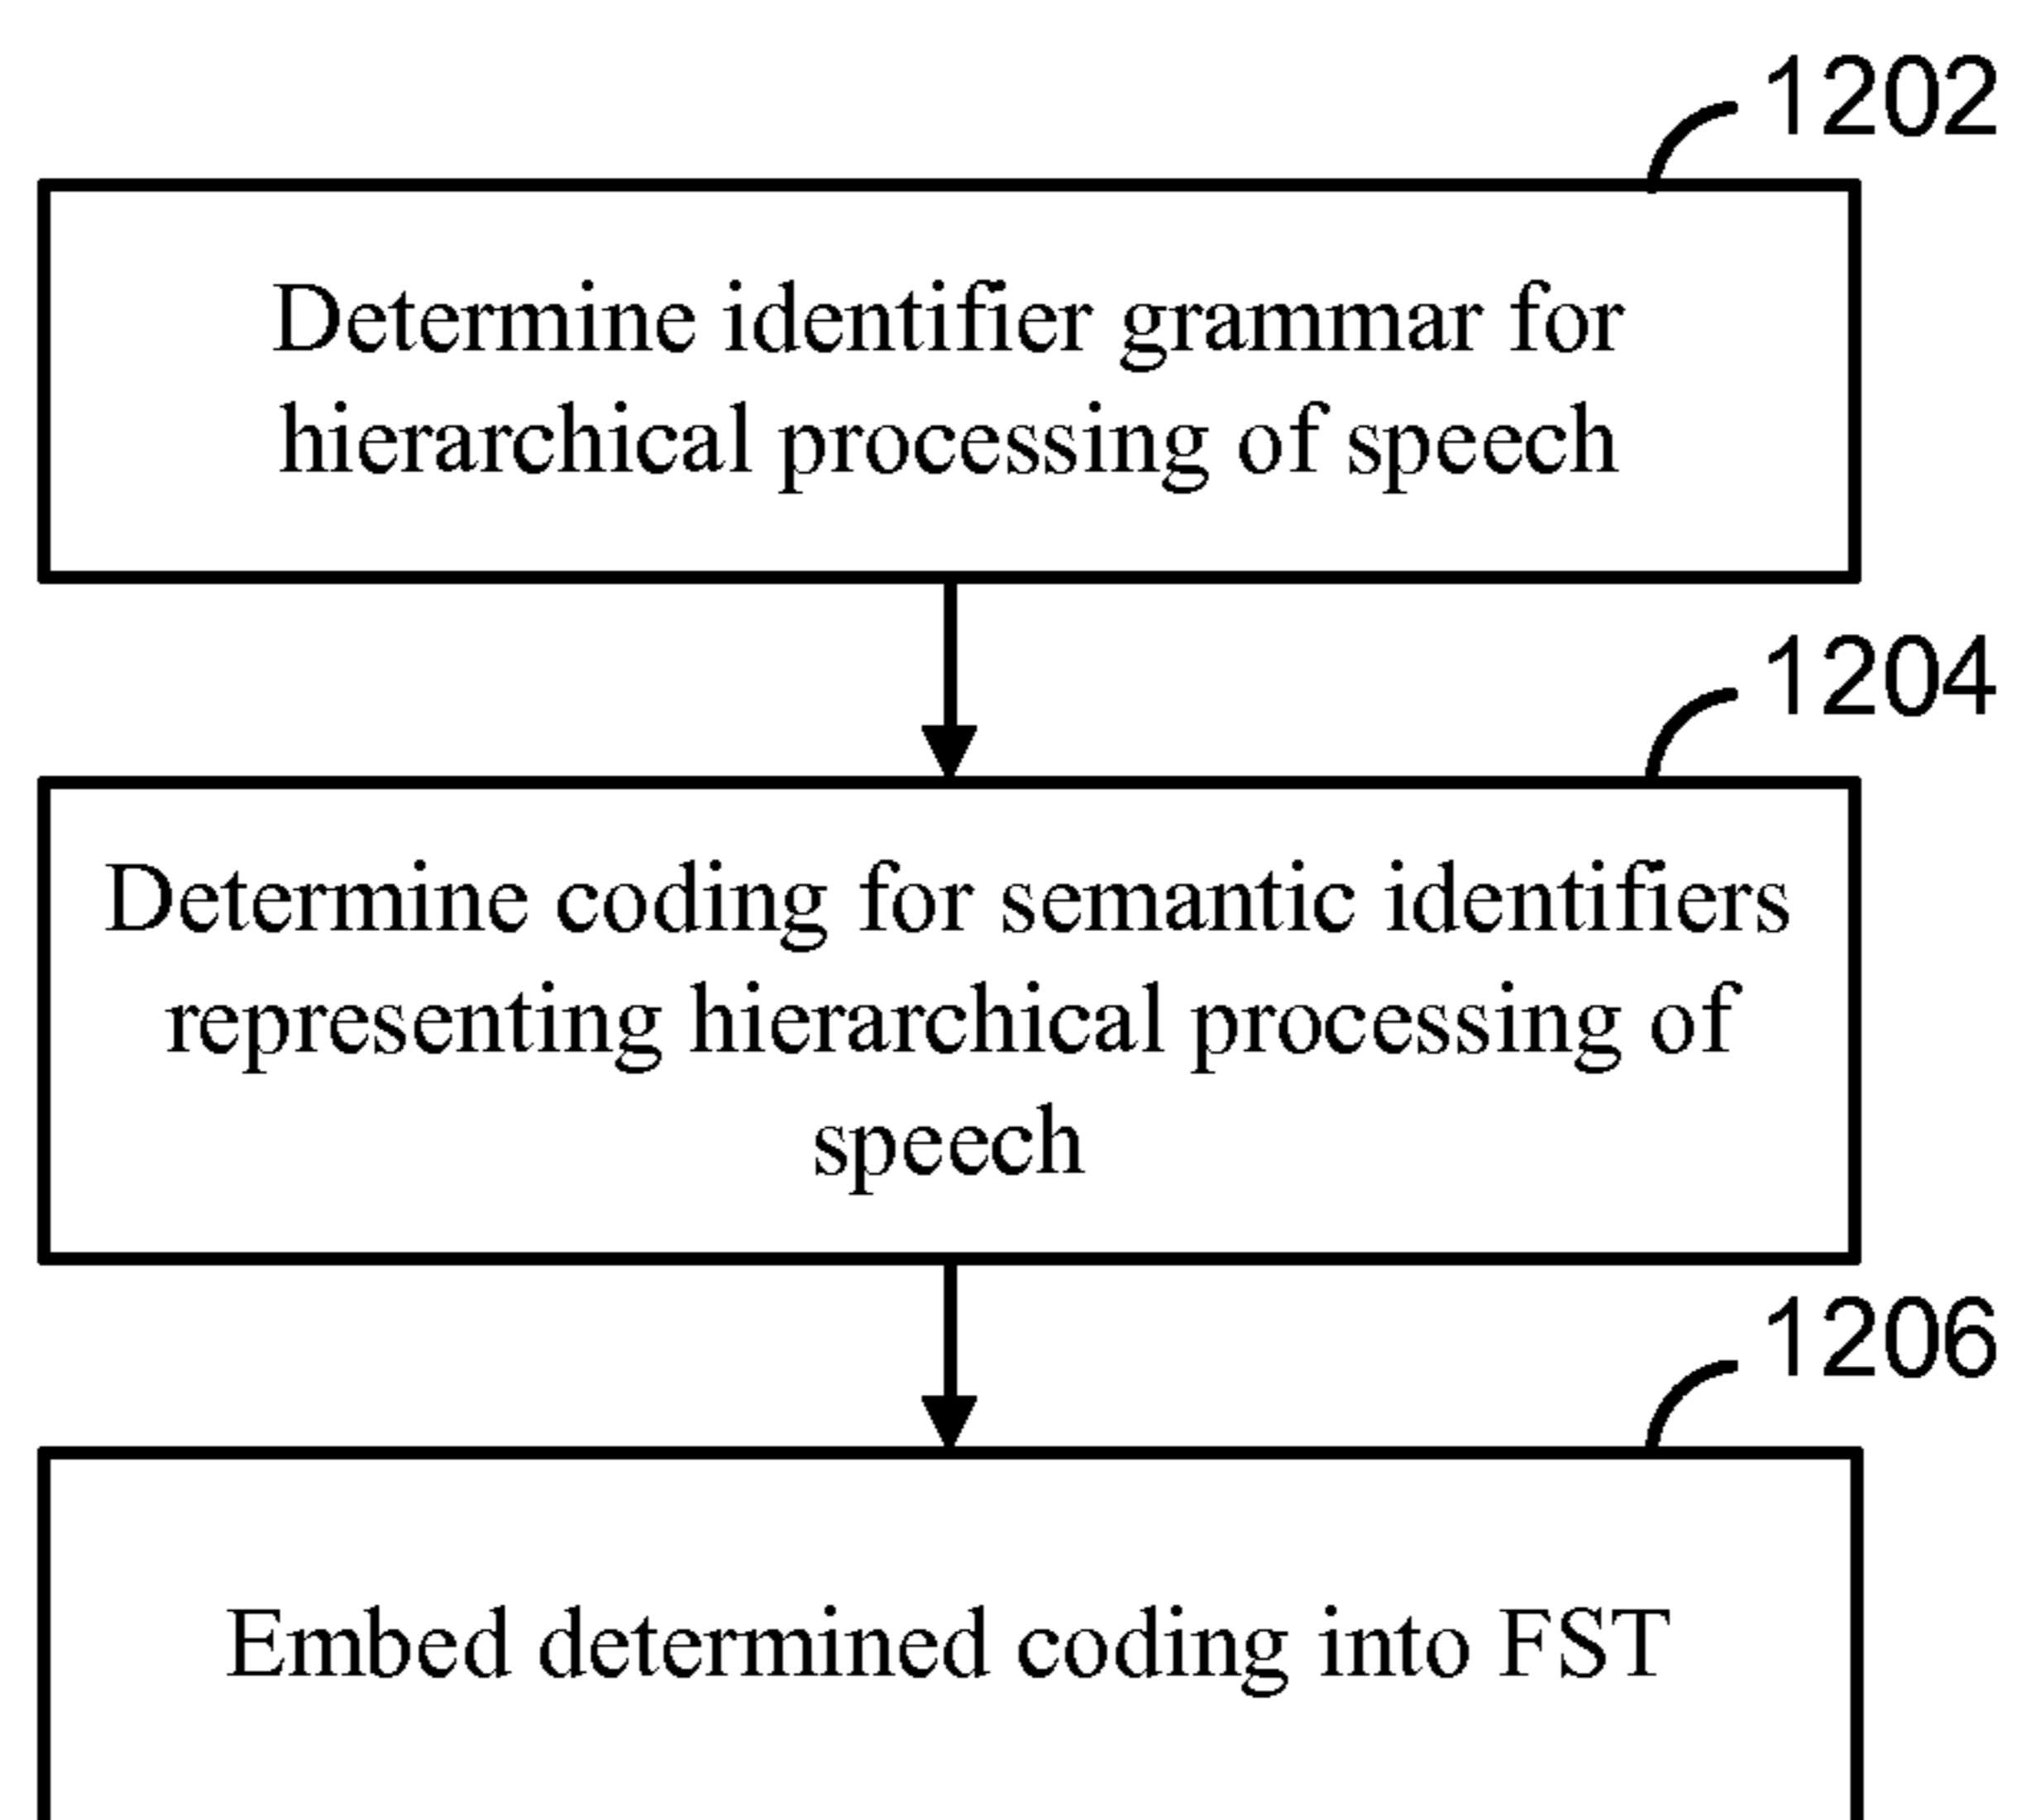 1202
Determine identifier grammar for
hierarchical processing of speech
1204
Determine coding for semantic identifiers
representing hierarchical processing of
speech
1206
Embed determined coding into FST